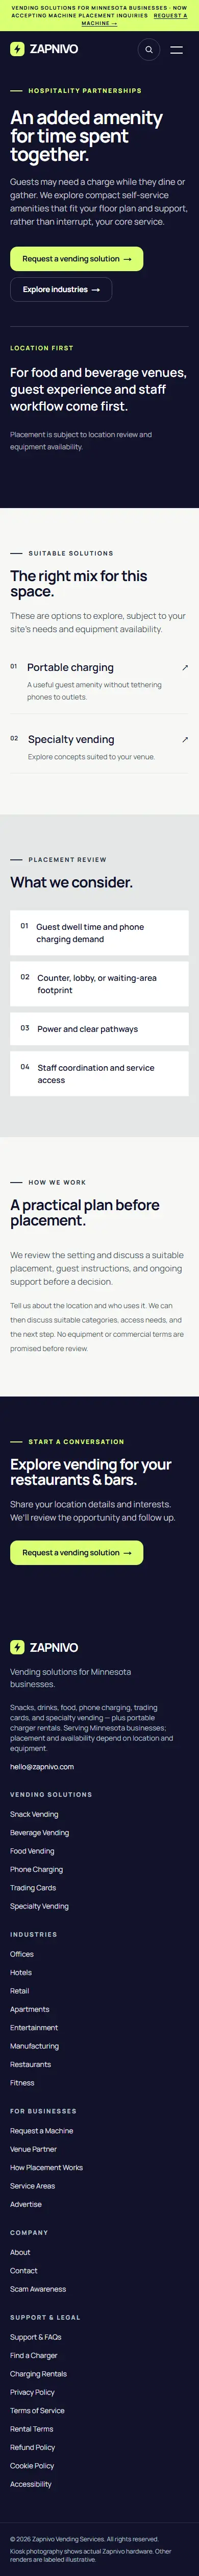 VENDING SOLUTIONS FOR MINNESOTA BUSINESSES · NOW
ACCEPTING MACHINE PLACEMENT INQUIRIES REQUEST A
MACHINE →
ZAPNIVO
HOSPITALITY PARTNERSHIPS
An added amenity
for time spent
together.
Guests may need a charge while they dine or
gather. We explore compact self-service
amenities that fit your floor plan and support,
rather than interrupt, your core service.
Request a vending solution →
Explore industries →
LOCATION FIRST
For food and beverage venues,
guest experience and staff
workflow come first.
Placement is subject to location review and
equipment availability.
SUITABLE SOLUTIONS
The right mix for this
space.
These are options to explore, subject to your
site's needs and equipment availability.
01 Portable charging ↗
A useful guest amenity without tethering
phones to outlets.
02 Specialty vending ↗
Explore concepts suited to your venue.
PLACEMENT REVIEW
What we consider.
01 Guest dwell time and phone
charging demand
02 Counter, lobby, or waiting-area
footprint
03 Power and clear pathways
04 Staff coordination and service
access
HOW WE WORK
A practical plan before
placement.
We review the setting and discuss a suitable
placement, guest instructions, and ongoing
support before a decision.
Tell us about the location and who uses it. We can
then discuss suitable categories, access needs, and
the next step. No equipment or commercial terms are
promised before review.
START A CONVERSATION
Explore vending for your
restaurants & bars.
Share your location details and interests.
We'll review the opportunity and follow up.
Request a vending solution →
ZAPNIVO
Vending solutions for Minnesota
businesses.
Snacks, drinks, food, phone charging, trading
cards, and specialty vending — plus portable
charger rentals. Serving Minnesota businesses;
placement and availability depend on location and
equipment.
hello@zapnivo.com
VENDING SOLUTIONS
Snack Vending
Beverage Vending
Food Vending
Phone Charging
Trading Cards
Specialty Vending
INDUSTRIES
Offices
Hotels
Retail
Apartments
Entertainment
Manufacturing
Restaurants
Fitness
FOR BUSINESSES
Request a Machine
Venue Partner
How Placement Works
Service Areas
Advertise
COMPANY
About
Contact
Scam Awareness
SUPPORT & LEGAL
Support & FAQs
Find a Charger
Charging Rentals
Privacy Policy
Terms of Service
Rental Terms
Refund Policy
Cookie Policy
Accessibility
© 2026 Zapnivo Vending Services. All rights reserved.
Kiosk photography shows actual Zapnivo hardware. Other
renders are labeled illustrative.